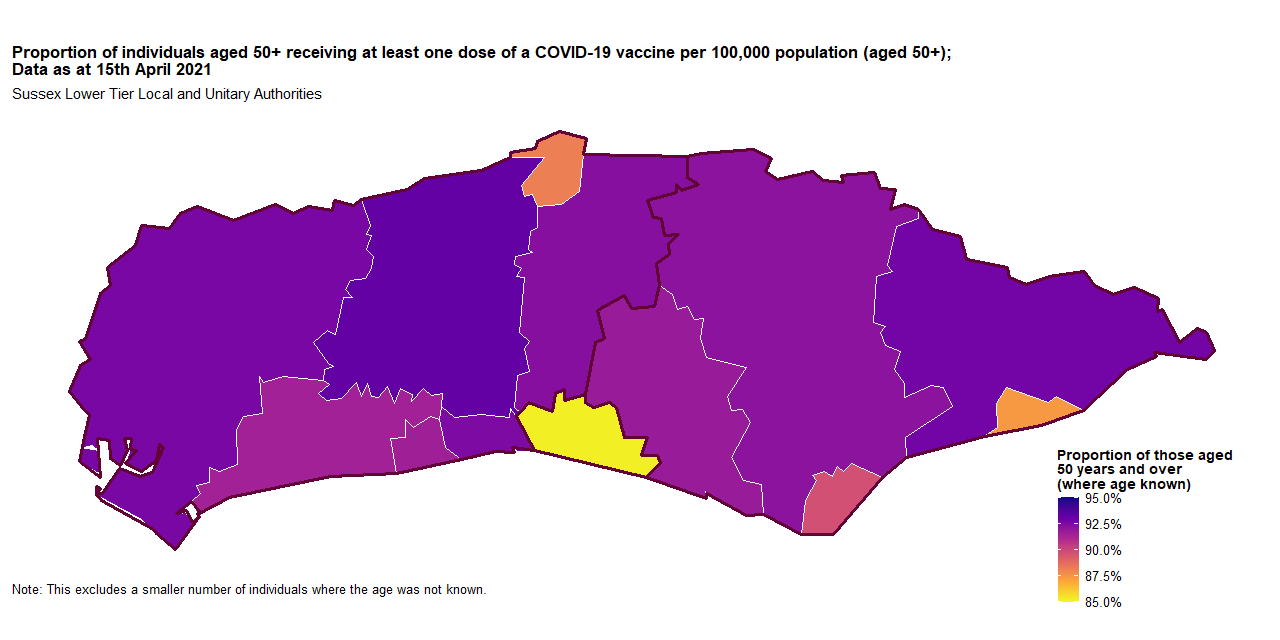 Proportion of individuals aged 50+ receiving at least one dose of a COVID-19 vaccine per 100,000 population (aged 50+);
Data as at 15th April 2021
Sussex Lower Tier Local and Unitary Authorities
Proportion of those aged
50 years and over
(where age known)
95.0%
92.5%
90.0%
87.5%
85.0%
Note: This excludes a smaller number of individuals where the age was not known.